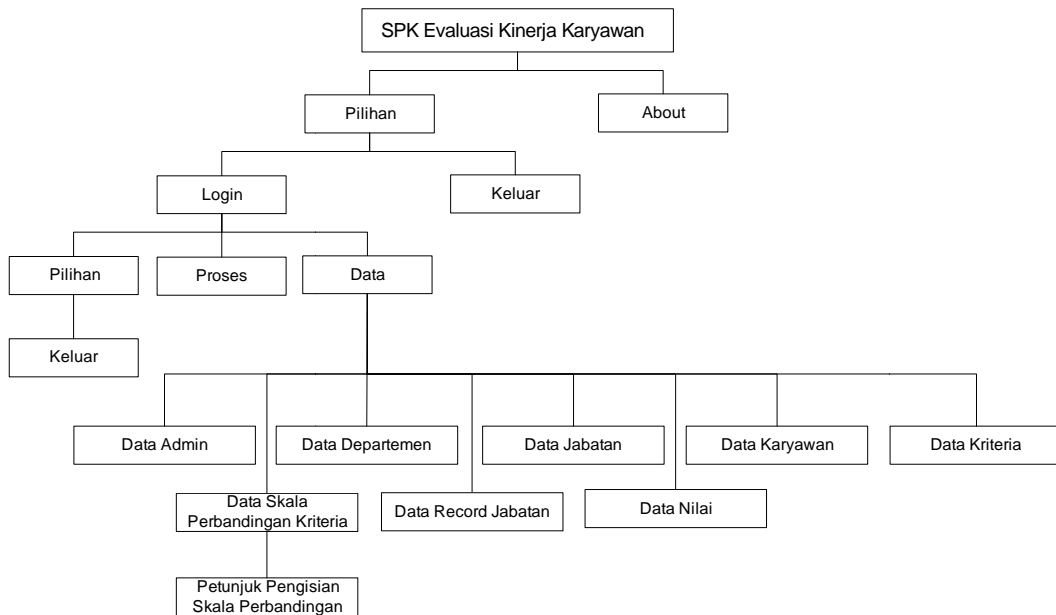 SPK Evaluasi Kinerja Karyawan
Pilihan
About
Login
Keluar
Pilihan
Proses
Data
Keluar
Data Admin
Data Departemen
Data Jabatan
Data Karyawan
Data Kriteria
Data Skala
Perbandingan Kriteria
Data Record Jabatan
Data Nilai
Petunjuk Pengisian
Skala Perbandingan